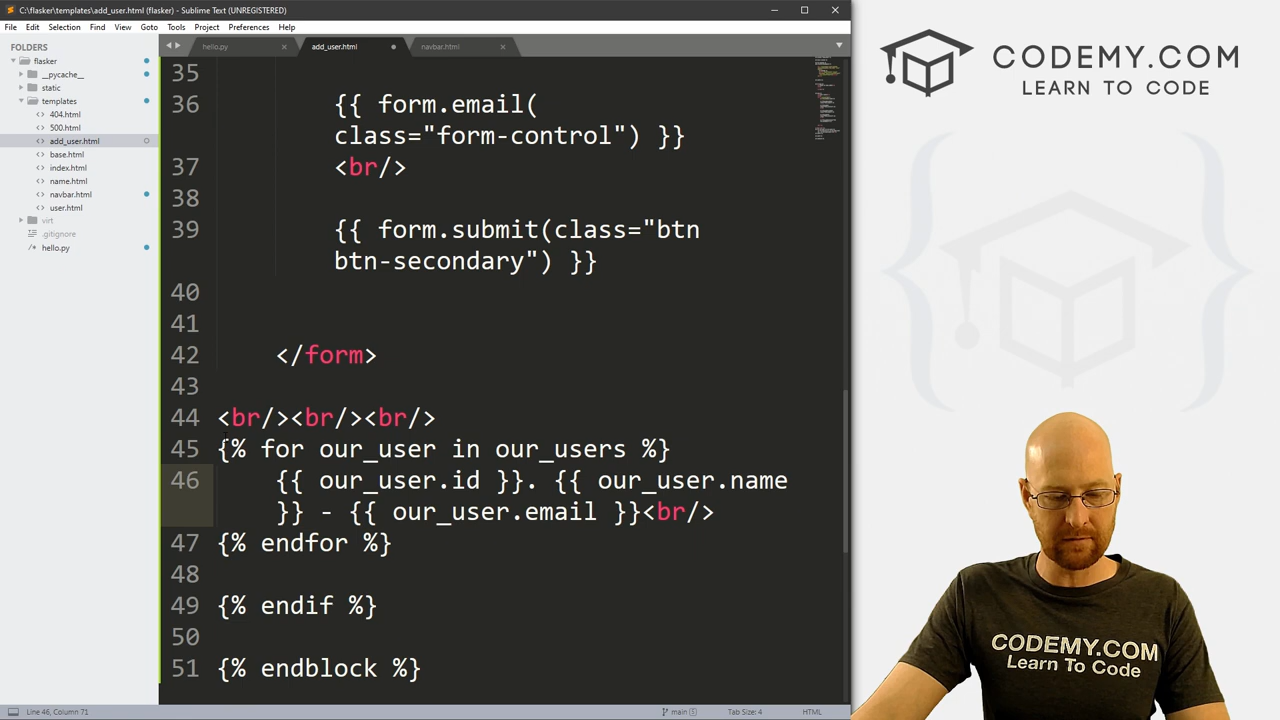 C:\flasker\templates\add_user.html (flasker) - Sublime Text (UNREGISTERED)
File Edit Selection Find View Goto Tools Project Preferences Help
FOLDERS
flasker
__pycache__
static
templates
404.html
500.html
add_user.html
base.html
index.html
name.html
navbar.html
user.html
virt
.gitignore
hello.py
hello.py
add_user.html
navbar.html
35
36 {{ form.email(
class="form-control") }}
37 <br/>
38
39 {{ form.submit(class="btn
btn-secondary") }}
40
41
42 </form>
43
44 <br/><br/><br/>
45 {% for our_user in our_users %}
46 {{ our_user.id }}. {{ our_user.name
}} - {{ our_user.email }}<br/>
47 {% endfor %}
48
49 {% endif %}
50
51 {% endblock %}
Line 46, Column 71
main
5
Tab Size: 4
HTML
CODEMY.COM
LEARN TO CODE
CODEMY.COM
Learn To Code